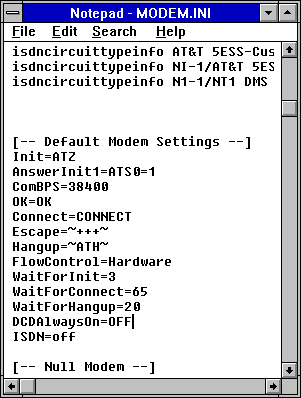 Notepad - MODEM.INI
File Edit Search Help
isdncircuittypeinfo AT&T 5ESS-Cus
isdncircuittypeinfo NI-1/AT&T 5ES
isdncircuittypeinfo N1-1/NT1 DMS
[-- Default Modem Settings --]
Init=ATZ
AnswerInit1=ATS0=1
ComBPS=38400
OK=OK
Connect=CONNECT
Escape=~+++~
Hangup=~ATH~
FlowControl=Hardware
WaitForInit=3
WaitForConnect=65
WaitForHangup=20
DCDAlwaysOn=OFF
ISDN=off
[-- Null Modem --]